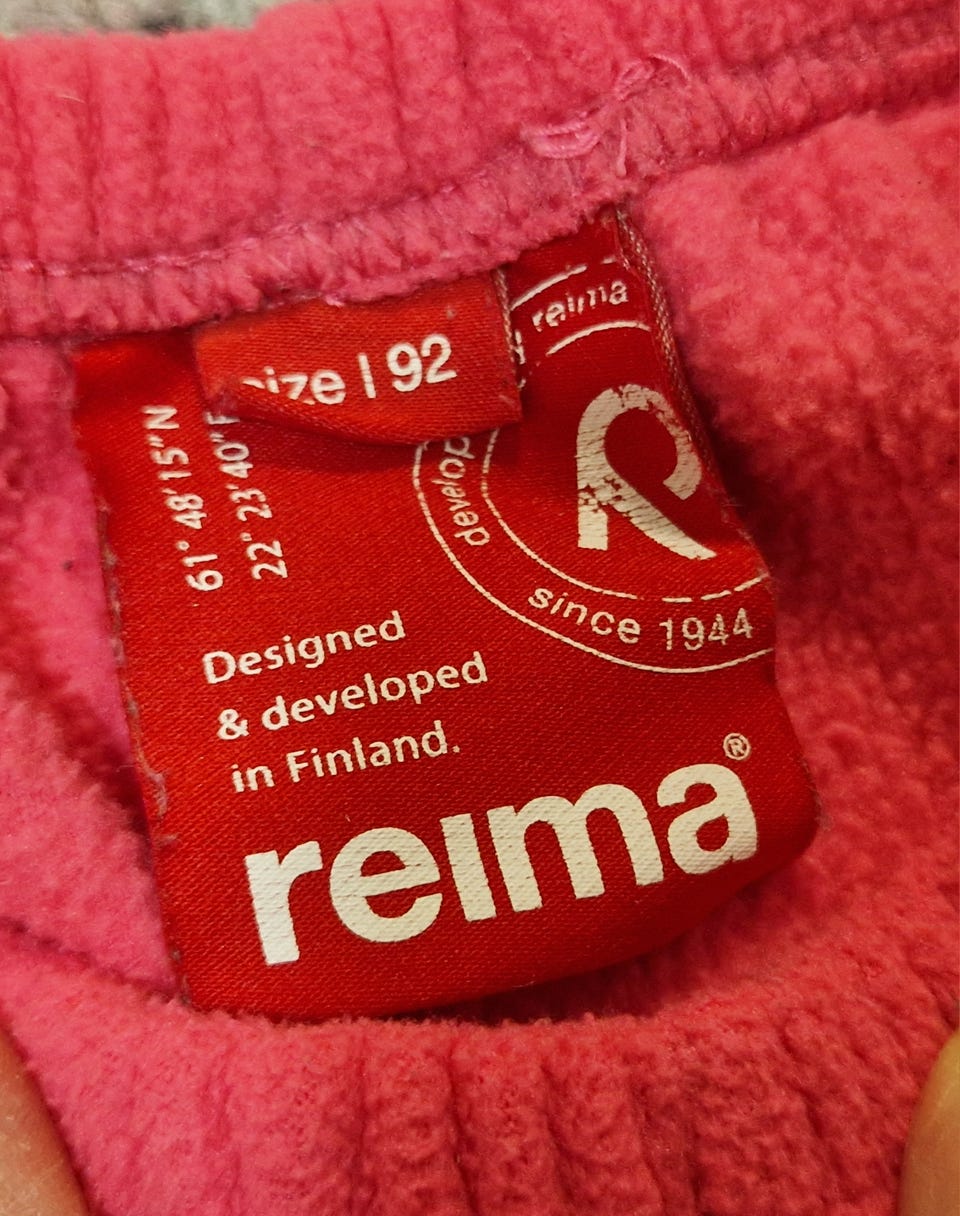 size | 92
reima
develop
since 1944
61° 48'15"N
22° 23'40"E
Designed
& developed
in Finland.
reima®